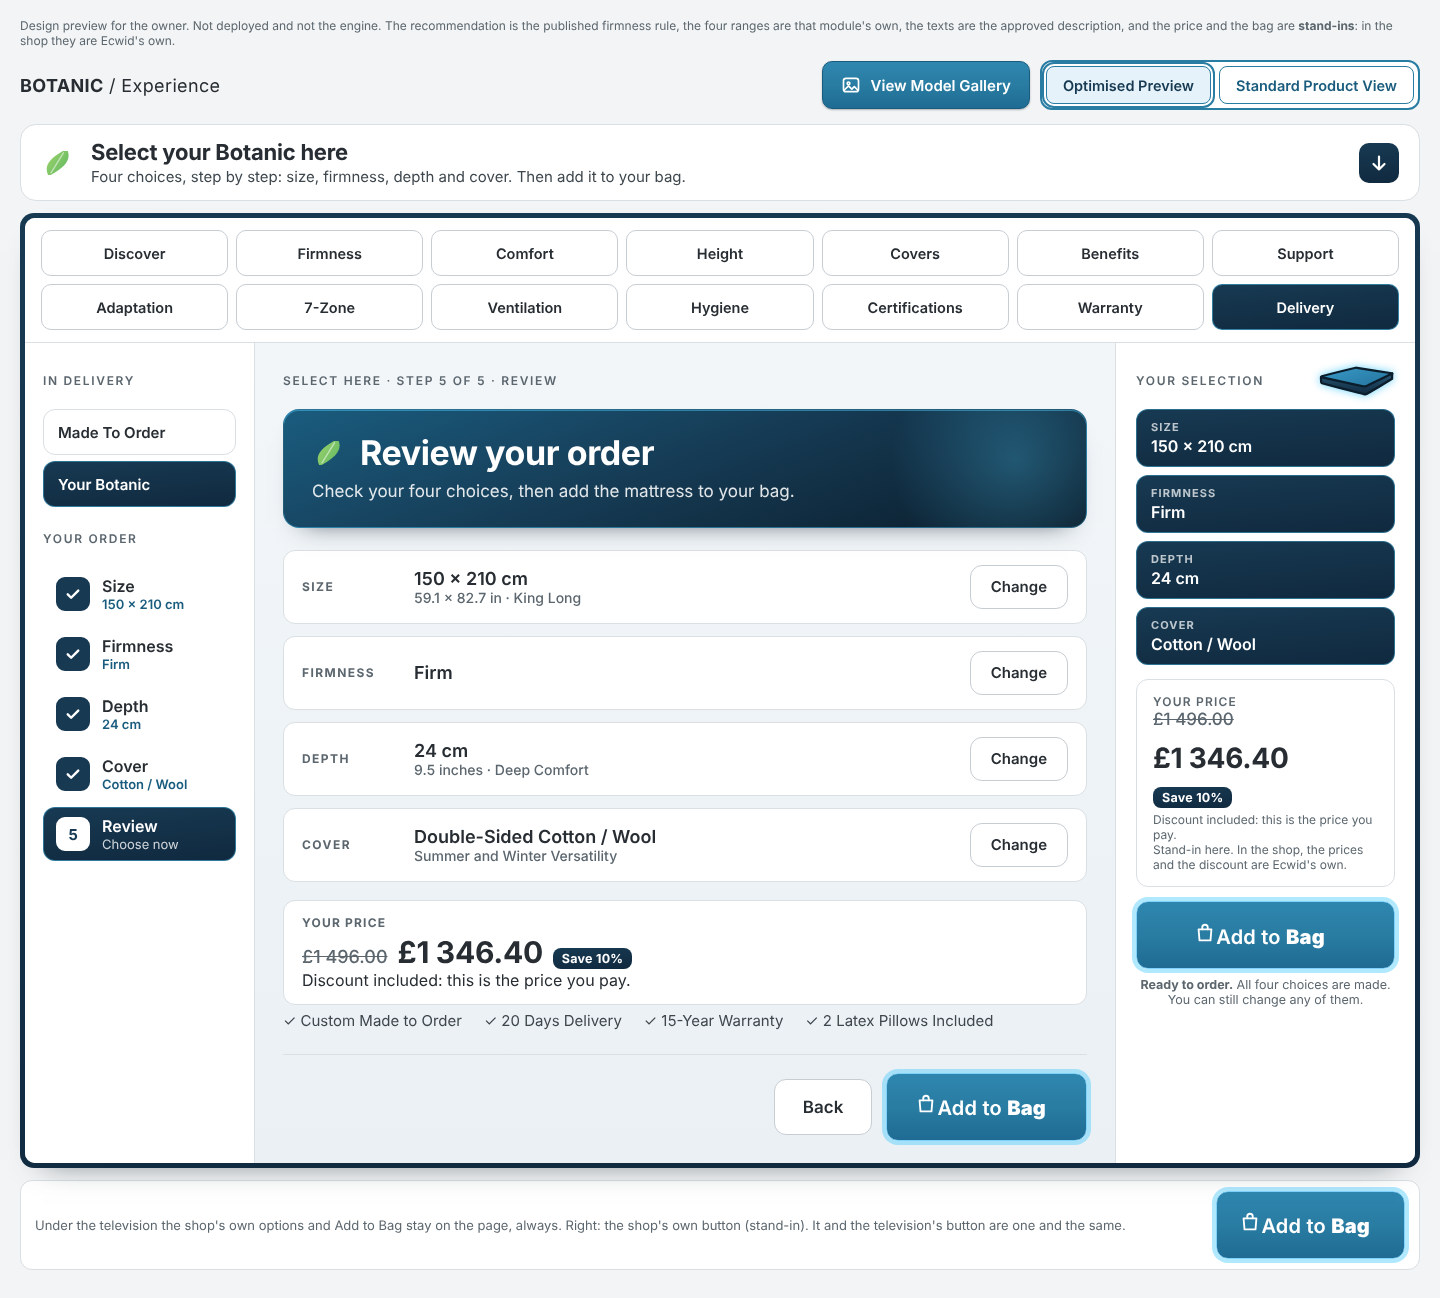 Design preview for the owner. Not deployed and not the engine. The recommendation is the published firmness rule, the four ranges are that module's own, the texts are the approved description, and the price and the bag are stand-ins: in the
shop they are Ecwid's own.
BOTANIC / Experience
View Model Gallery
Optimised Preview
Standard Product View
Select your Botanic here
Four choices, step by step: size, firmness, depth and cover. Then add it to your bag.
Discover
Firmness
Comfort
Height
Covers
Benefits
Support
Adaptation
7-Zone
Ventilation
Hygiene
Certifications
Warranty
Delivery
IN DELIVERY
Made To Order
Your Botanic
YOUR ORDER
Size
150 × 210 cm
Firmness
Firm
Depth
24 cm
Cover
Cotton / Wool
5
Review
Choose now
SELECT HERE · STEP 5 OF 5 · REVIEW
Review your order
Check your four choices, then add the mattress to your bag.
SIZE
150 × 210 cm
59.1 × 82.7 in · King Long
Change
FIRMNESS
Firm
Change
DEPTH
24 cm
9.5 inches · Deep Comfort
Change
COVER
Double-Sided Cotton / Wool
Summer and Winter Versatility
Change
YOUR PRICE
£1 496.00 £1 346.40 Save 10%
Discount included: this is the price you pay.
✓ Custom Made to Order ✓ 20 Days Delivery ✓ 15-Year Warranty ✓ 2 Latex Pillows Included
Back
Add to Bag
YOUR SELECTION
SIZE
150 × 210 cm
FIRMNESS
Firm
DEPTH
24 cm
COVER
Cotton / Wool
YOUR PRICE
£1 496.00
£1 346.40
Save 10%
Discount included: this is the price you
pay.
Stand-in here. In the shop, the prices
and the discount are Ecwid's own.
Add to Bag
Ready to order. All four choices are made.
You can still change any of them.
Under the television the shop's own options and Add to Bag stay on the page, always. Right: the shop's own button (stand-in). It and the television's button are one and the same.
Add to Bag